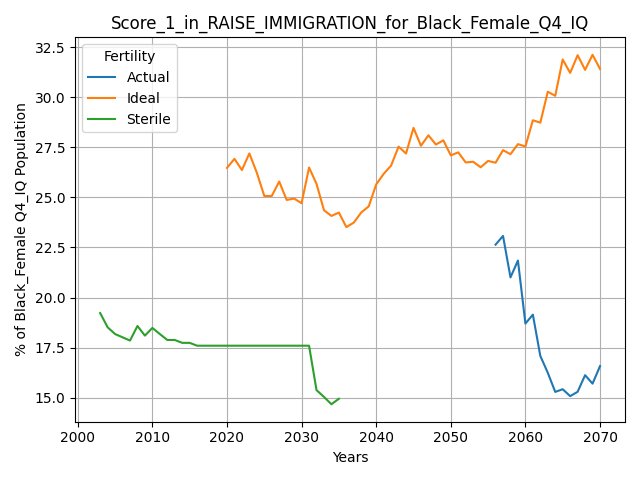 Score_1_in_RAISE_IMMIGRATION_for_Black_Female_Q4_IQ
Fertility
Actual
Ideal
Sterile
% of Black_Female Q4_IQ Population
32.5
30.0
27.5
25.0
22.5
20.0
17.5
15.0
2000 2010 2020 2030 2040 2050 2060 2070
Years